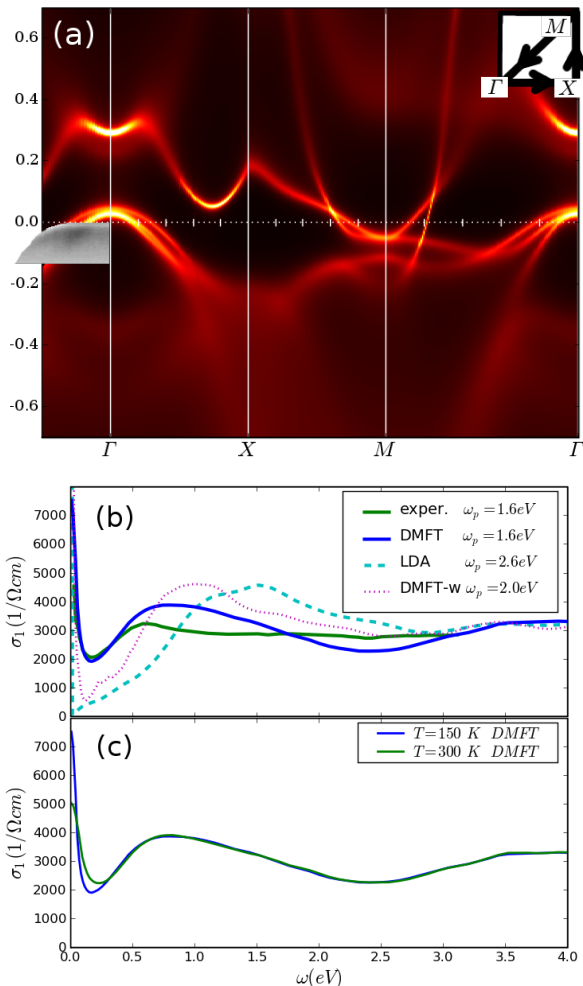 (a)
M
Γ X
0.6
0.4
0.2
0.0
-0.2
-0.4
-0.6
Γ X M Γ
(b)
exper. ω_p =1.6eV
DMFT ω_p =1.6eV
LDA ω_p =2.6eV
DMFT-w ω_p =2.0eV
σ₁ (1/Ωcm)
7000
6000
5000
4000
3000
2000
1000
0
(c)
T=150 K DMFT
T=300 K DMFT
σ₁ (1/Ωcm)
7000
6000
5000
4000
3000
2000
1000
0
0.0 0.5 1.0 1.5 2.0 2.5 3.0 3.5 4.0
ω(eV)